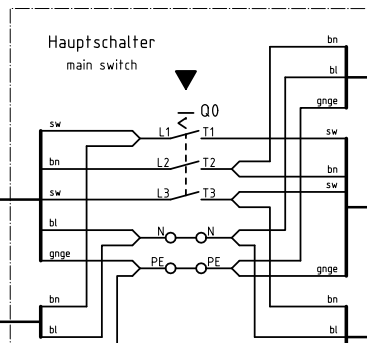 Hauptschalter
main switch
Q0
bn
bl
gnge
sw
L1
T1
sw
bn
L2
T2
bn
sw
sw
L3
T3
bl
N
N
gnge
PE
PE
gnge
bn
bn
bl
bl